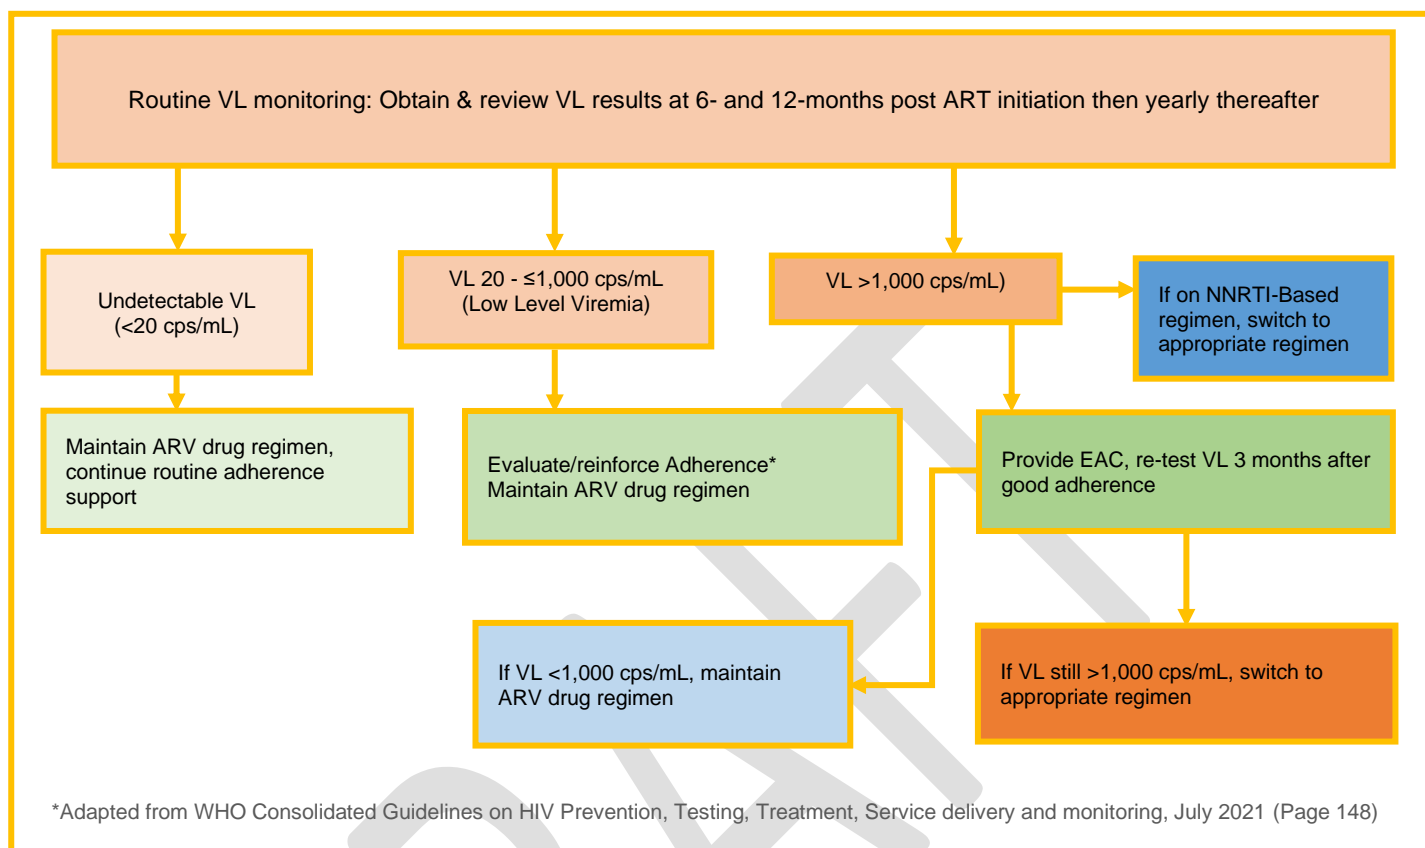 Routine VL monitoring: Obtain & review VL results at 6- and 12-months post ART initiation then yearly thereafter
Undetectable VL
(<20 cps/mL)
VL 20 - ≤1,000 cps/mL
(Low Level Viremia)
VL >1,000 cps/mL)
If on NNRTI-Based
regimen, switch to
appropriate regimen
Maintain ARV drug regimen,
continue routine adherence
support
Evaluate/reinforce Adherence*
Maintain ARV drug regimen
Provide EAC, re-test VL 3 months after
good adherence
If VL <1,000 cps/mL, maintain
ARV drug regimen
If VL still >1,000 cps/mL, switch to
appropriate regimen
*Adapted from WHO Consolidated Guidelines on HIV Prevention, Testing, Treatment, Service delivery and monitoring, July 2021 (Page 148)
DRAFT